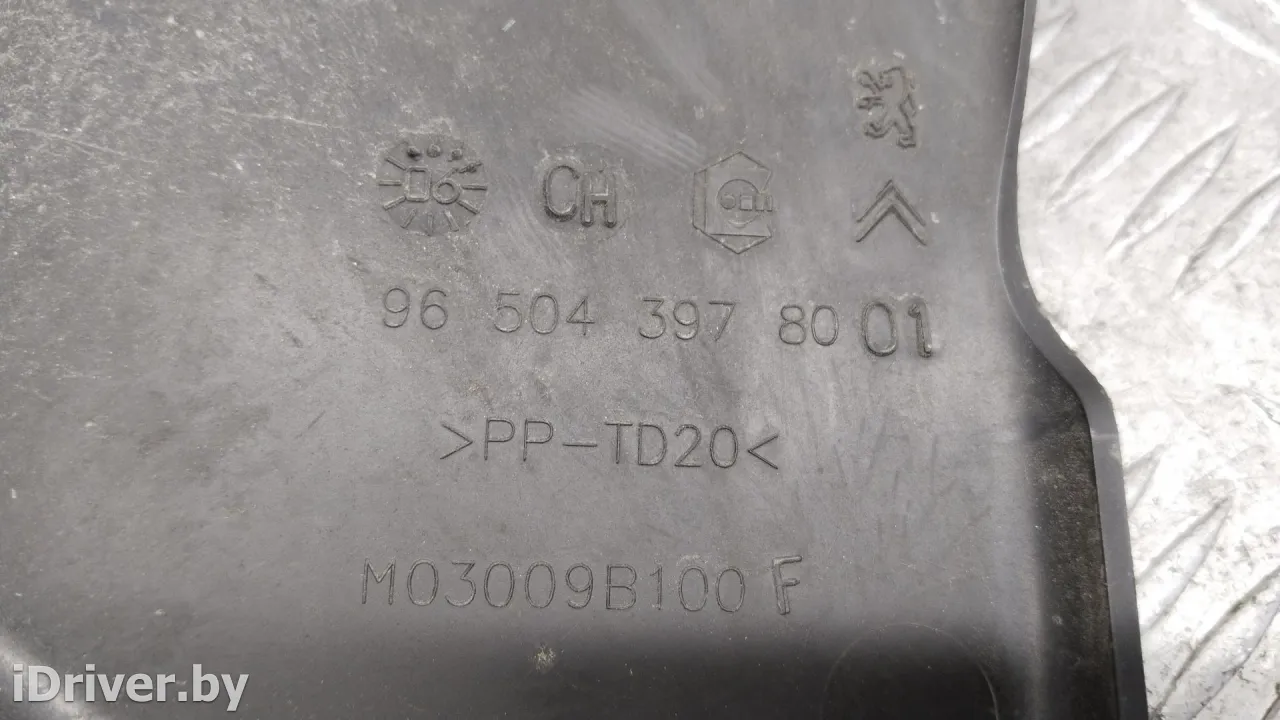 CH
96 504 397 80 01
>PP-TD20<
M03009B100 F
iDriver.by